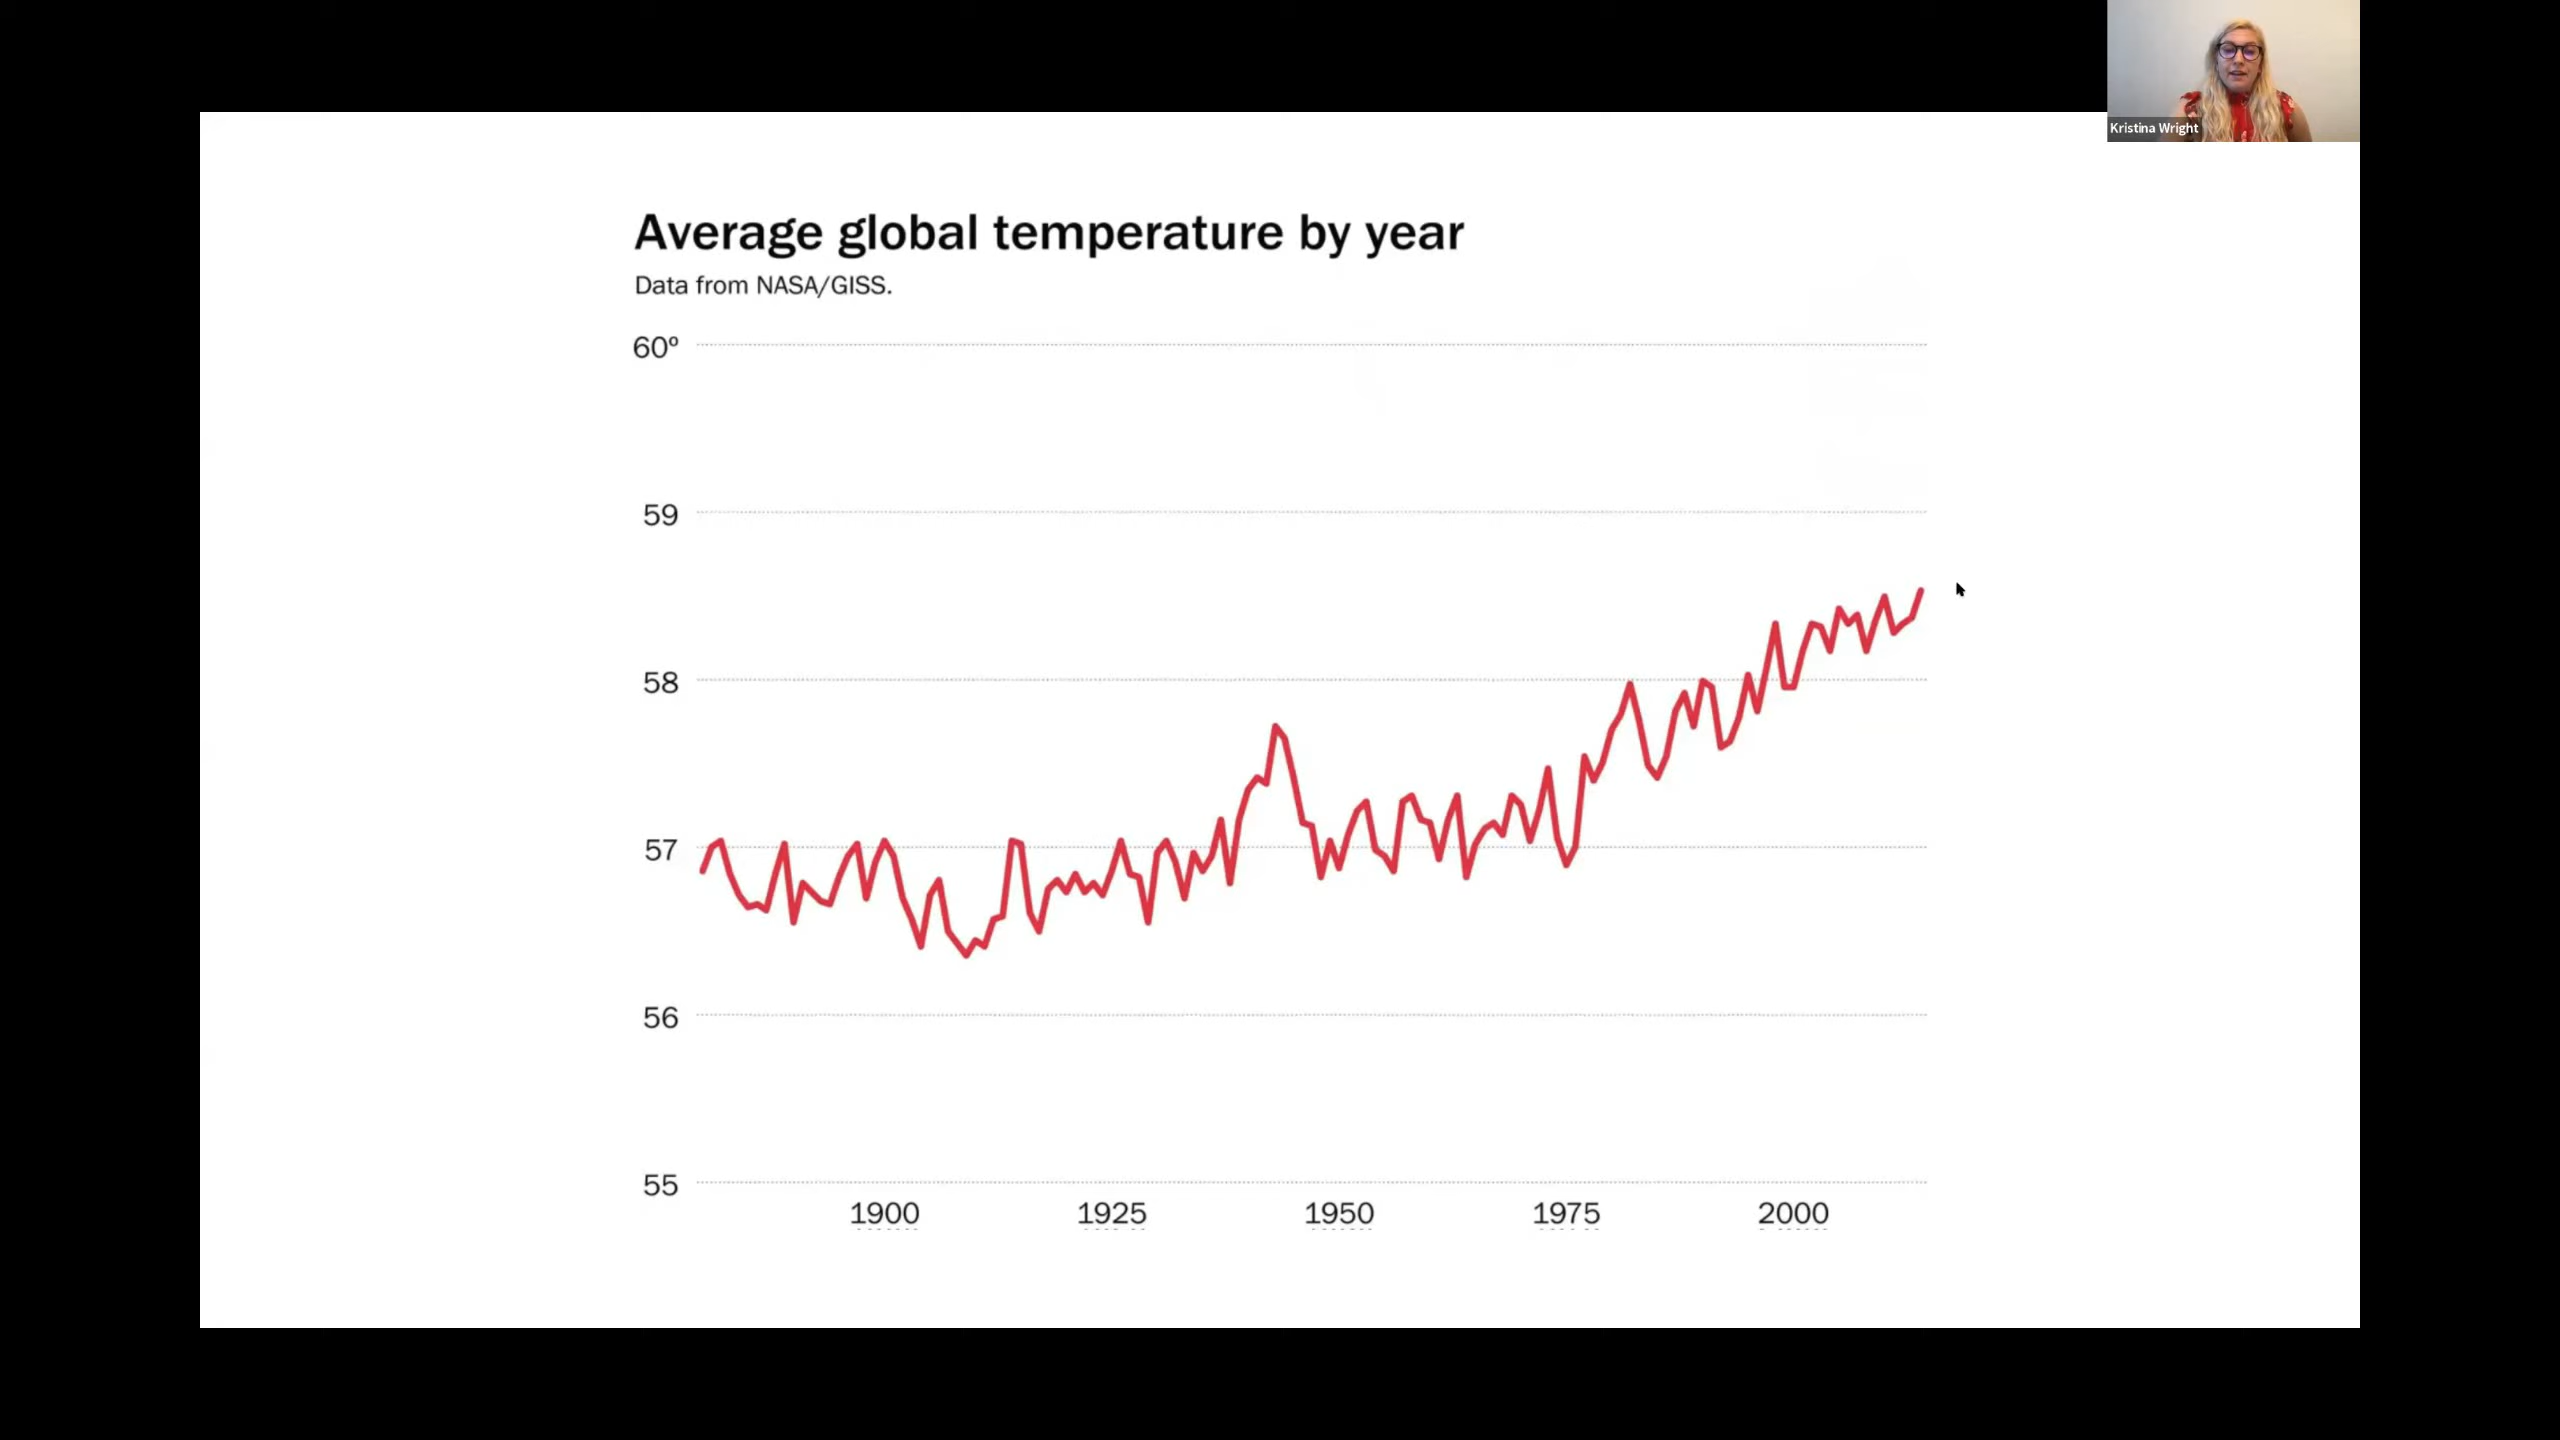 Kristina Wright
Average global temperature by year
Data from NASA/GISS.
60º
59
58
57
56
55
1900 1925 1950 1975 2000